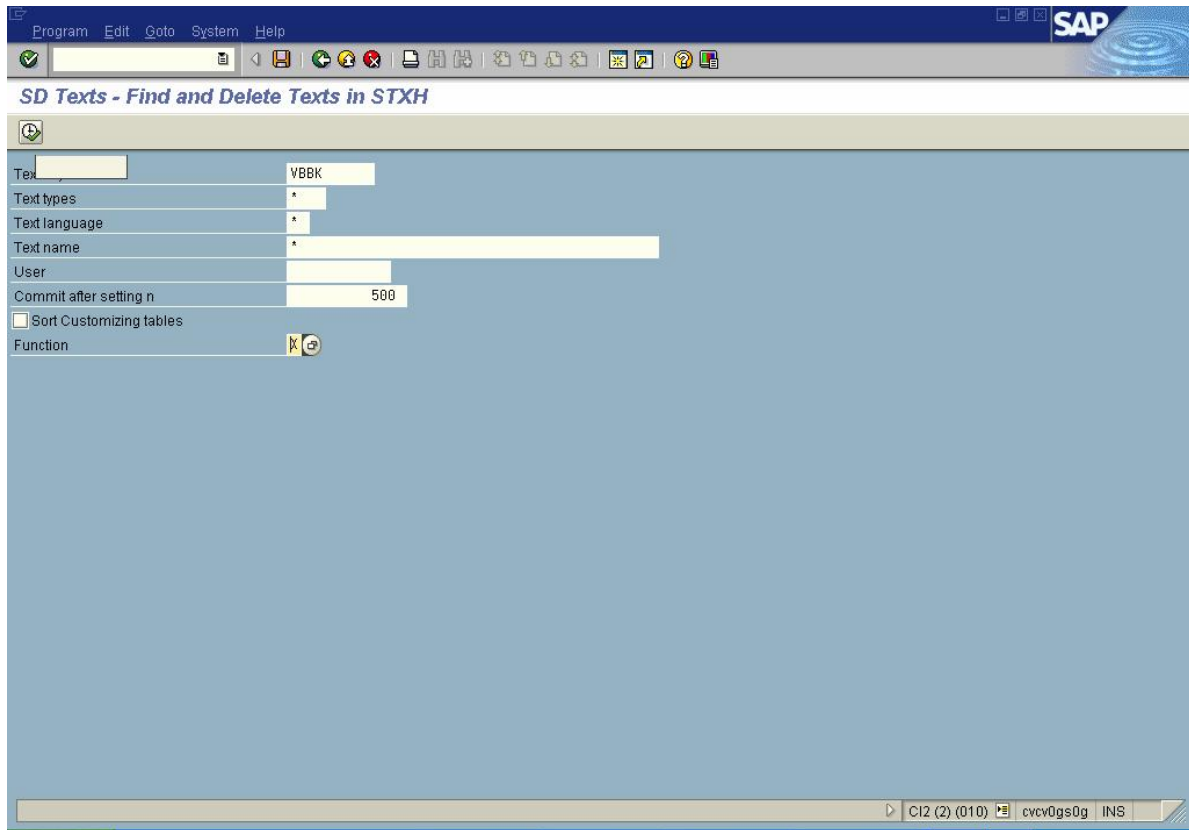 Program Edit Goto System Help
SAP
SD Texts - Find and Delete Texts in STXH
VBBK
Text types *
Text language *
Text name *
User
Commit after setting n 500
Sort Customizing tables
Function X
CI2 (2) (010) cvcv0gs0g INS